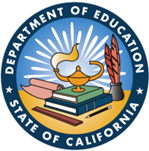 DEPARTMENT OF EDUCATION
STATE OF CALIFORNIA